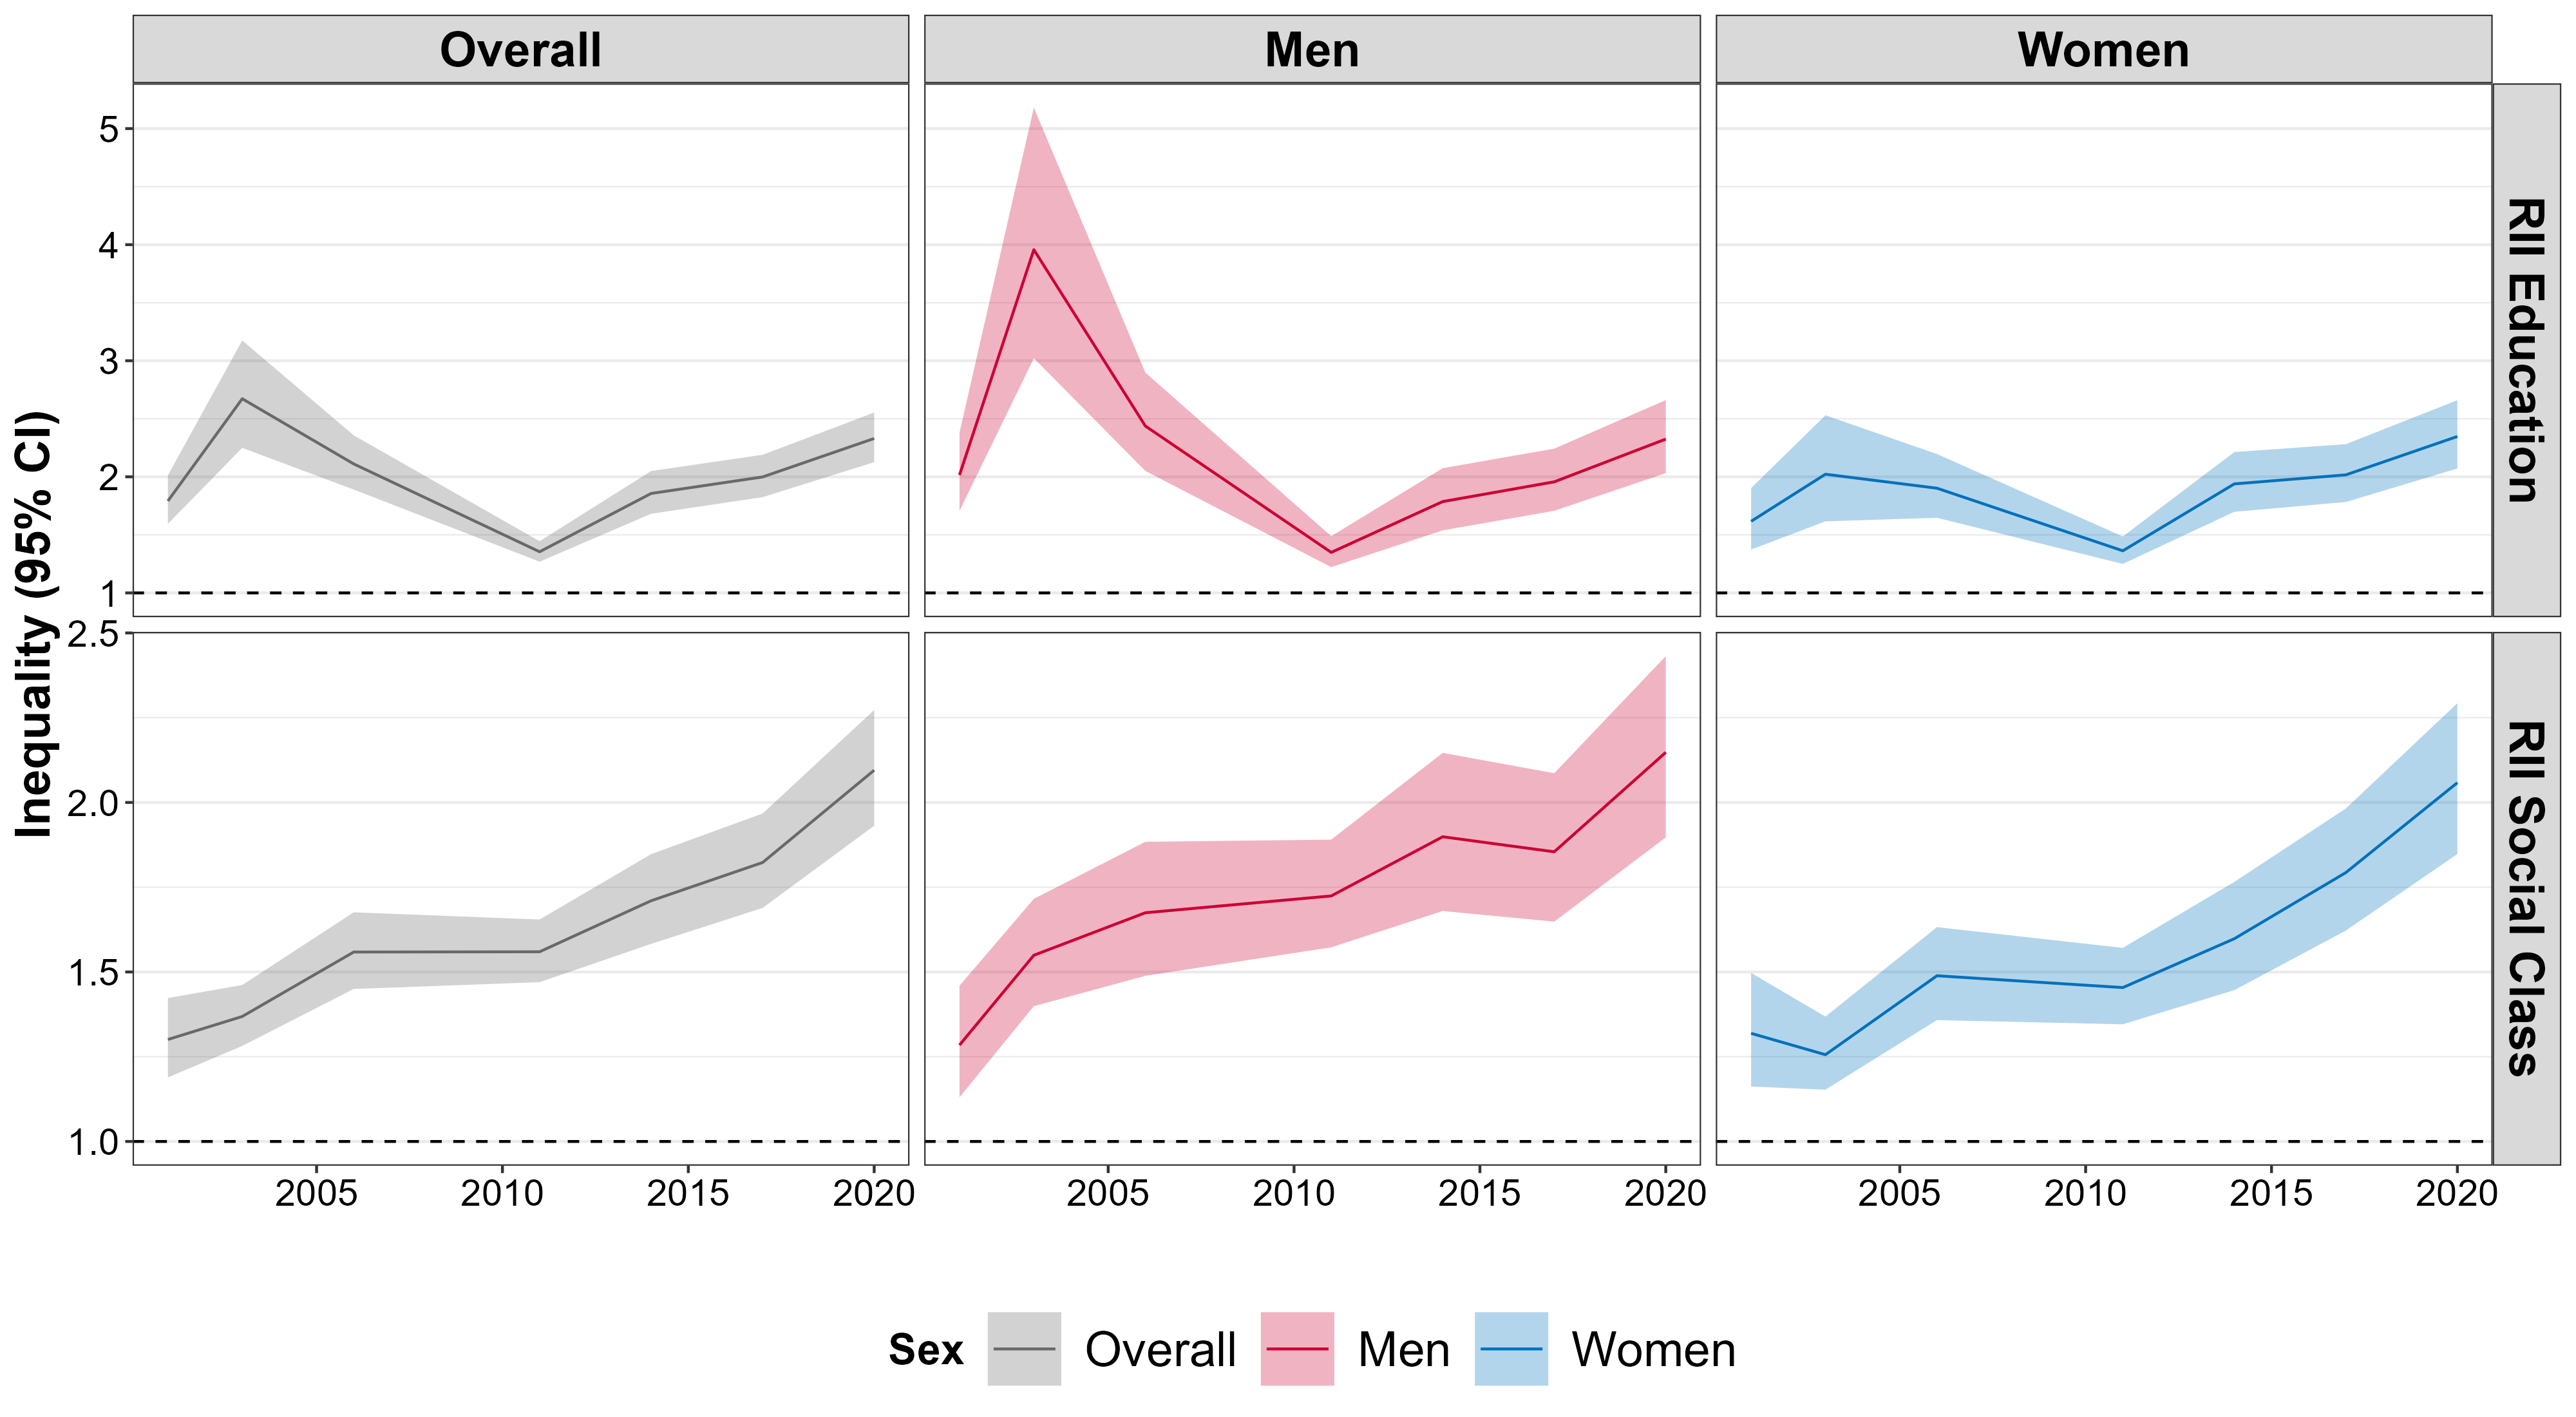 Overall
Men
Women
Inequality (95% CI)
5
4
3
2
1
RII Education
2.5
2.0
1.5
1.0
RII Social Class
2005 2010 2015 2020
2005 2010 2015 2020
2005 2010 2015 2020
Sex Overall Men Women